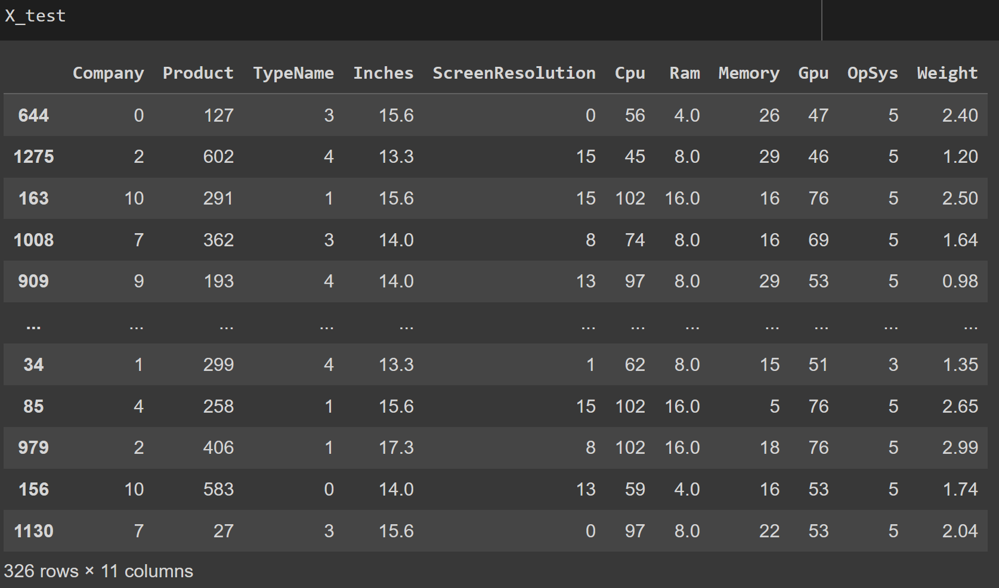 X_test
Company Product TypeName Inches ScreenResolution Cpu Ram Memory Gpu OpSys Weight
644 0 127 3 15.6 0 56 4.0 26 47 5 2.40
1275 2 602 4 13.3 15 45 8.0 29 46 5 1.20
163 10 291 1 15.6 15 102 16.0 16 76 5 2.50
1008 7 362 3 14.0 8 74 8.0 16 69 5 1.64
909 9 193 4 14.0 13 97 8.0 29 53 5 0.98
... ... ... ... ... ... ... ... ... ... ... ...
34 1 299 4 13.3 1 62 8.0 15 51 3 1.35
85 4 258 1 15.6 15 102 16.0 5 76 5 2.65
979 2 406 1 17.3 8 102 16.0 18 76 5 2.99
156 10 583 0 14.0 13 59 4.0 16 53 5 1.74
1130 7 27 3 15.6 0 97 8.0 22 53 5 2.04
326 rows × 11 columns